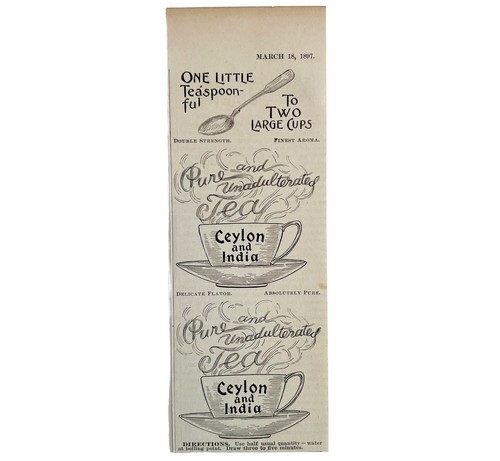 MARCH 18, 1897.
ONE LITTLE
Teaspoon-
ful
To
TWO
LARGE CUPS
DOUBLE STRENGTH. FINEST AROMA.
Pure and
Unadulterated
Tea
Ceylon
and
India
DELICATE FLAVOR. ABSOLUTELY PURE.
Pure and
Unadulterated
Tea
Ceylon
and
India
DIRECTIONS. Use half usual quantity—water
at boiling point. Draw three to five minutes.